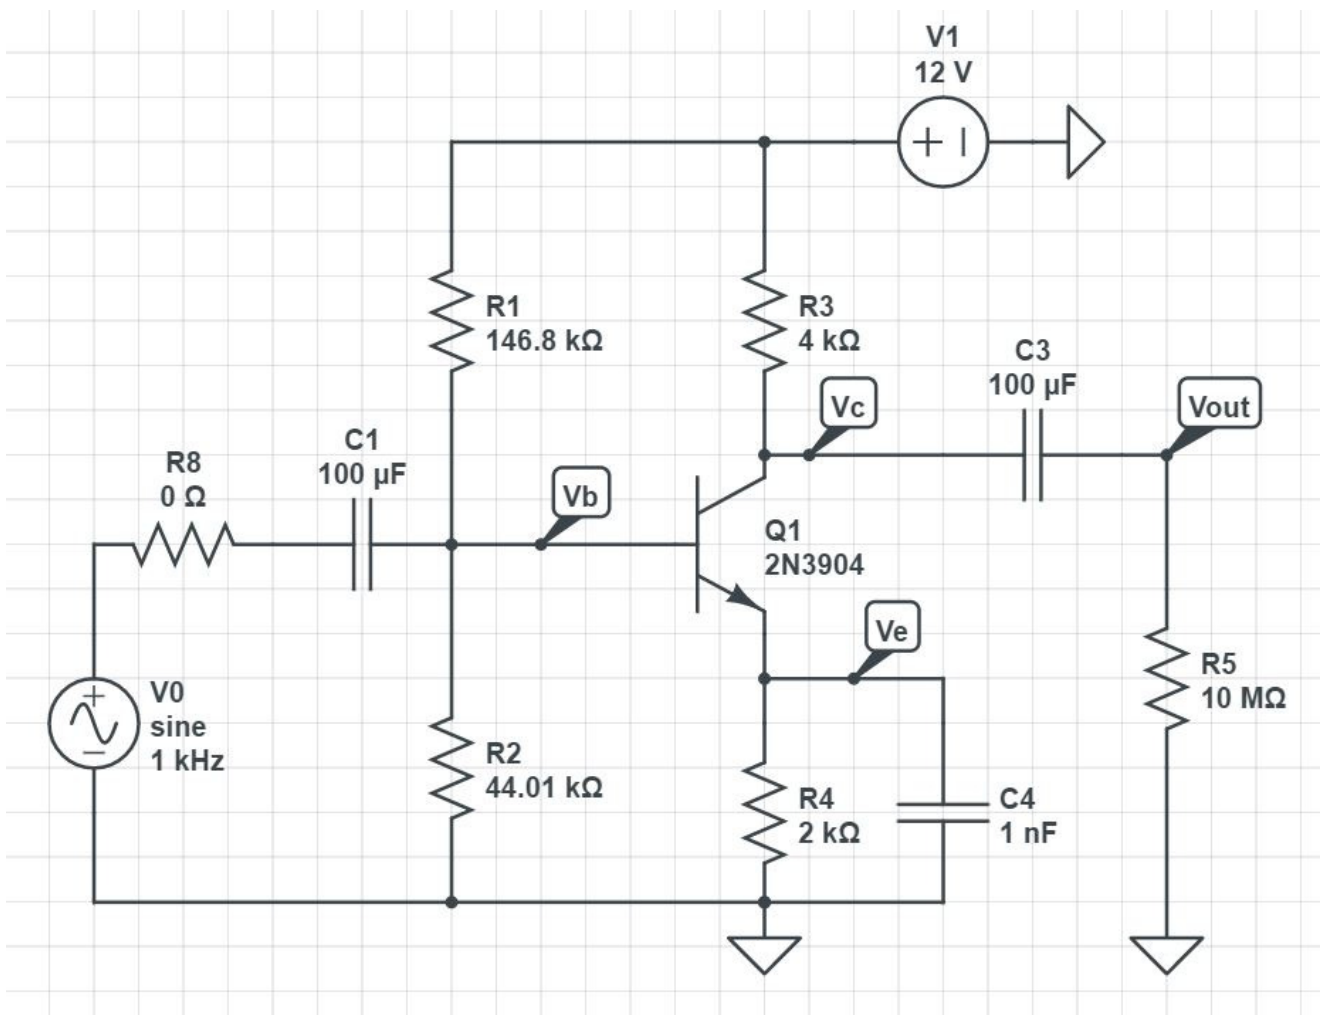 V1
12 V
R1
146.8 kΩ
R3
4 kΩ
C3
100 µF
Vc
Vout
C1
100 µF
R8
0 Ω
Vb
Q1
2N3904
Ve
V0
sine
1 kHz
R5
10 MΩ
R2
44.01 kΩ
R4
2 kΩ
C4
1 nF